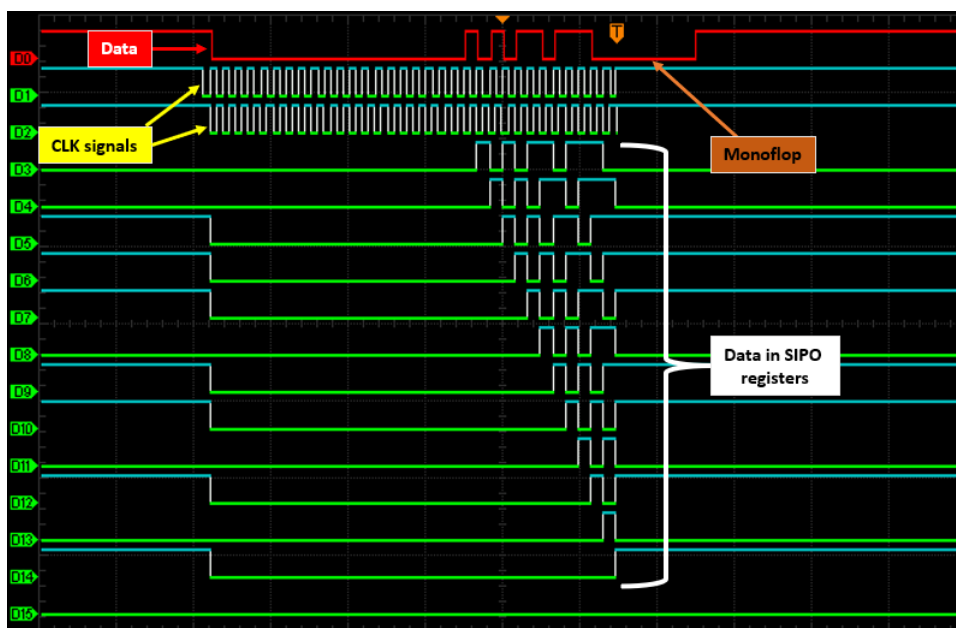 T
D0
Data
D1
D2
CLK signals
Monoflop
D3
D4
D5
D6
D7
D8
Data in SIPO
registers
D9
D10
D11
D12
D13
D14
D15